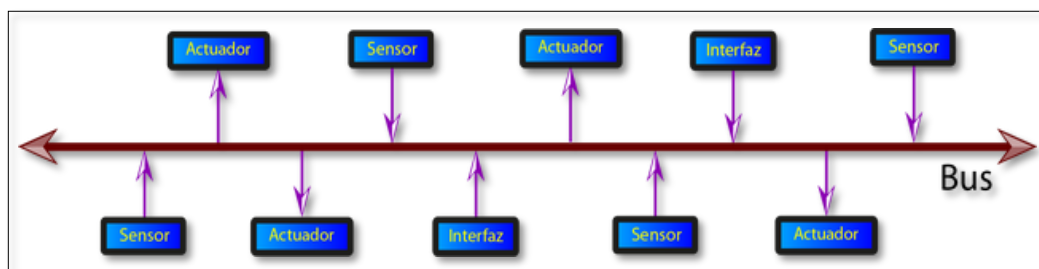 Actuador
Sensor
Actuador
Interfaz
Sensor
Bus
Sensor
Actuador
Interfaz
Sensor
Actuador